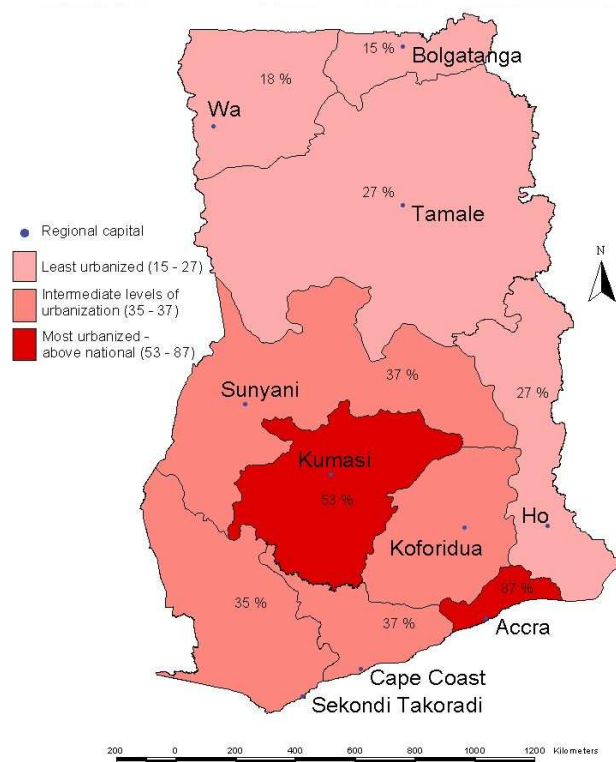 15 %
Bolgatanga
18 %
Wa
27 %
Tamale
Regional capital
Least urbanized (15 - 27)
Intermediate levels of
urbanization (35 - 37)
Most urbanized -
above national (53 - 87)
N
37 %
Sunyani
27 %
Kumasi
53 %
Ho
Koforidua
87 %
35 %
37 %
Accra
Cape Coast
Sekondi Takoradi
200 0 200 400 600 800 1000 1200 Kilometers